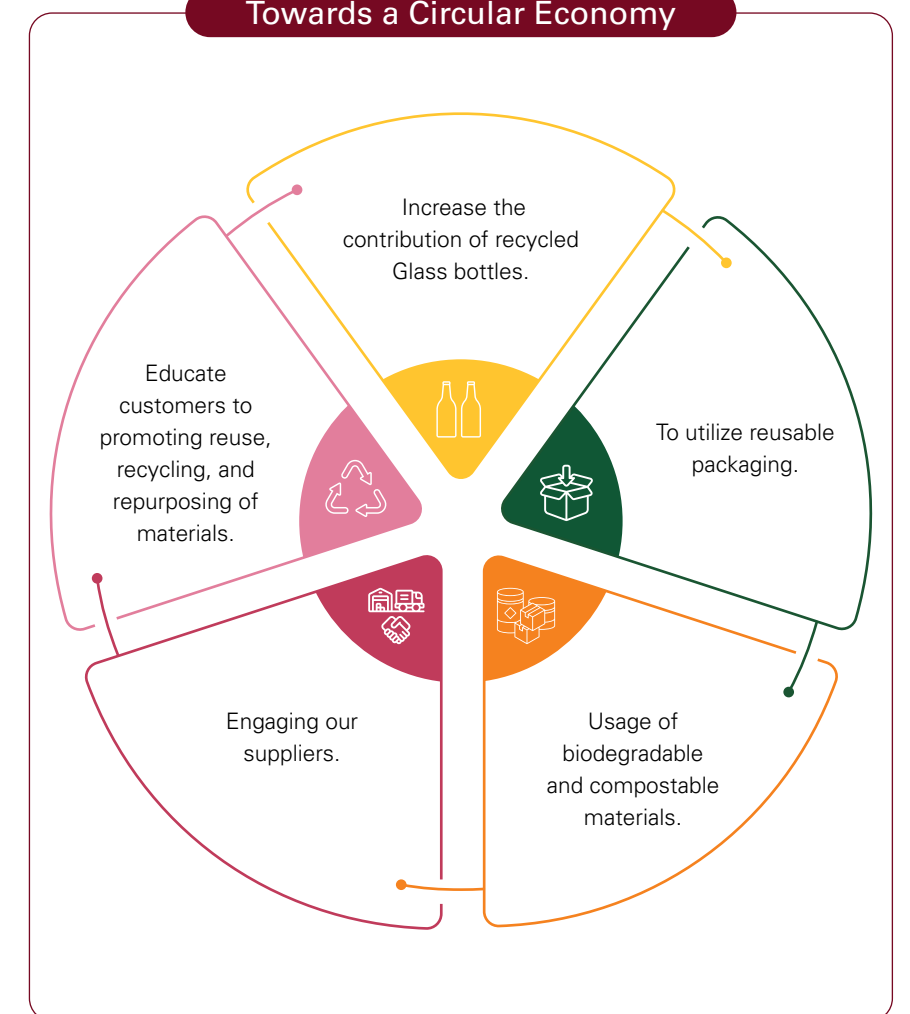 Towards a Circular Economy
Increase the
contribution of recycled
Glass bottles.
To utilize reusable
packaging.
Usage of
biodegradable
and compostable
materials.
Engaging our
suppliers.
Educate
customers to
promoting reuse,
recycling, and
repurposing of
materials.